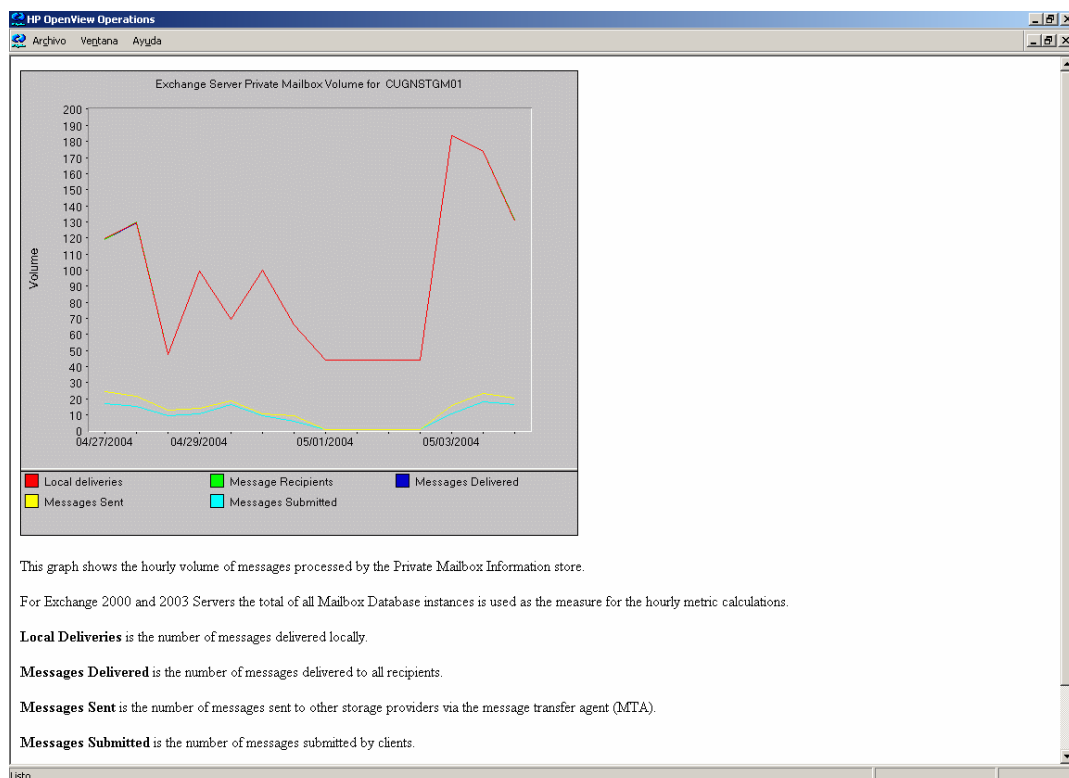 HP OpenView Operations
Archivo Ventana Ayuda
Exchange Server Private Mailbox Volume for CUGNSTGM01
200
190
180
170
160
150
140
130
120
110
100
90
80
70
60
50
40
30
20
10
0
Volume
04/27/2004 04/29/2004 05/01/2004 05/03/2004
Local deliveries Message Recipients Messages Delivered
Messages Sent Messages Submitted
This graph shows the hourly volume of messages processed by the Private Mailbox Information store.
For Exchange 2000 and 2003 Servers the total of all Mailbox Database instances is used as the measure for the hourly metric calculations.
Local Deliveries is the number of messages delivered locally.
Messages Delivered is the number of messages delivered to all recipients.
Messages Sent is the number of messages sent to other storage providers via the message transfer agent (MTA).
Messages Submitted is the number of messages submitted by clients.
Listo